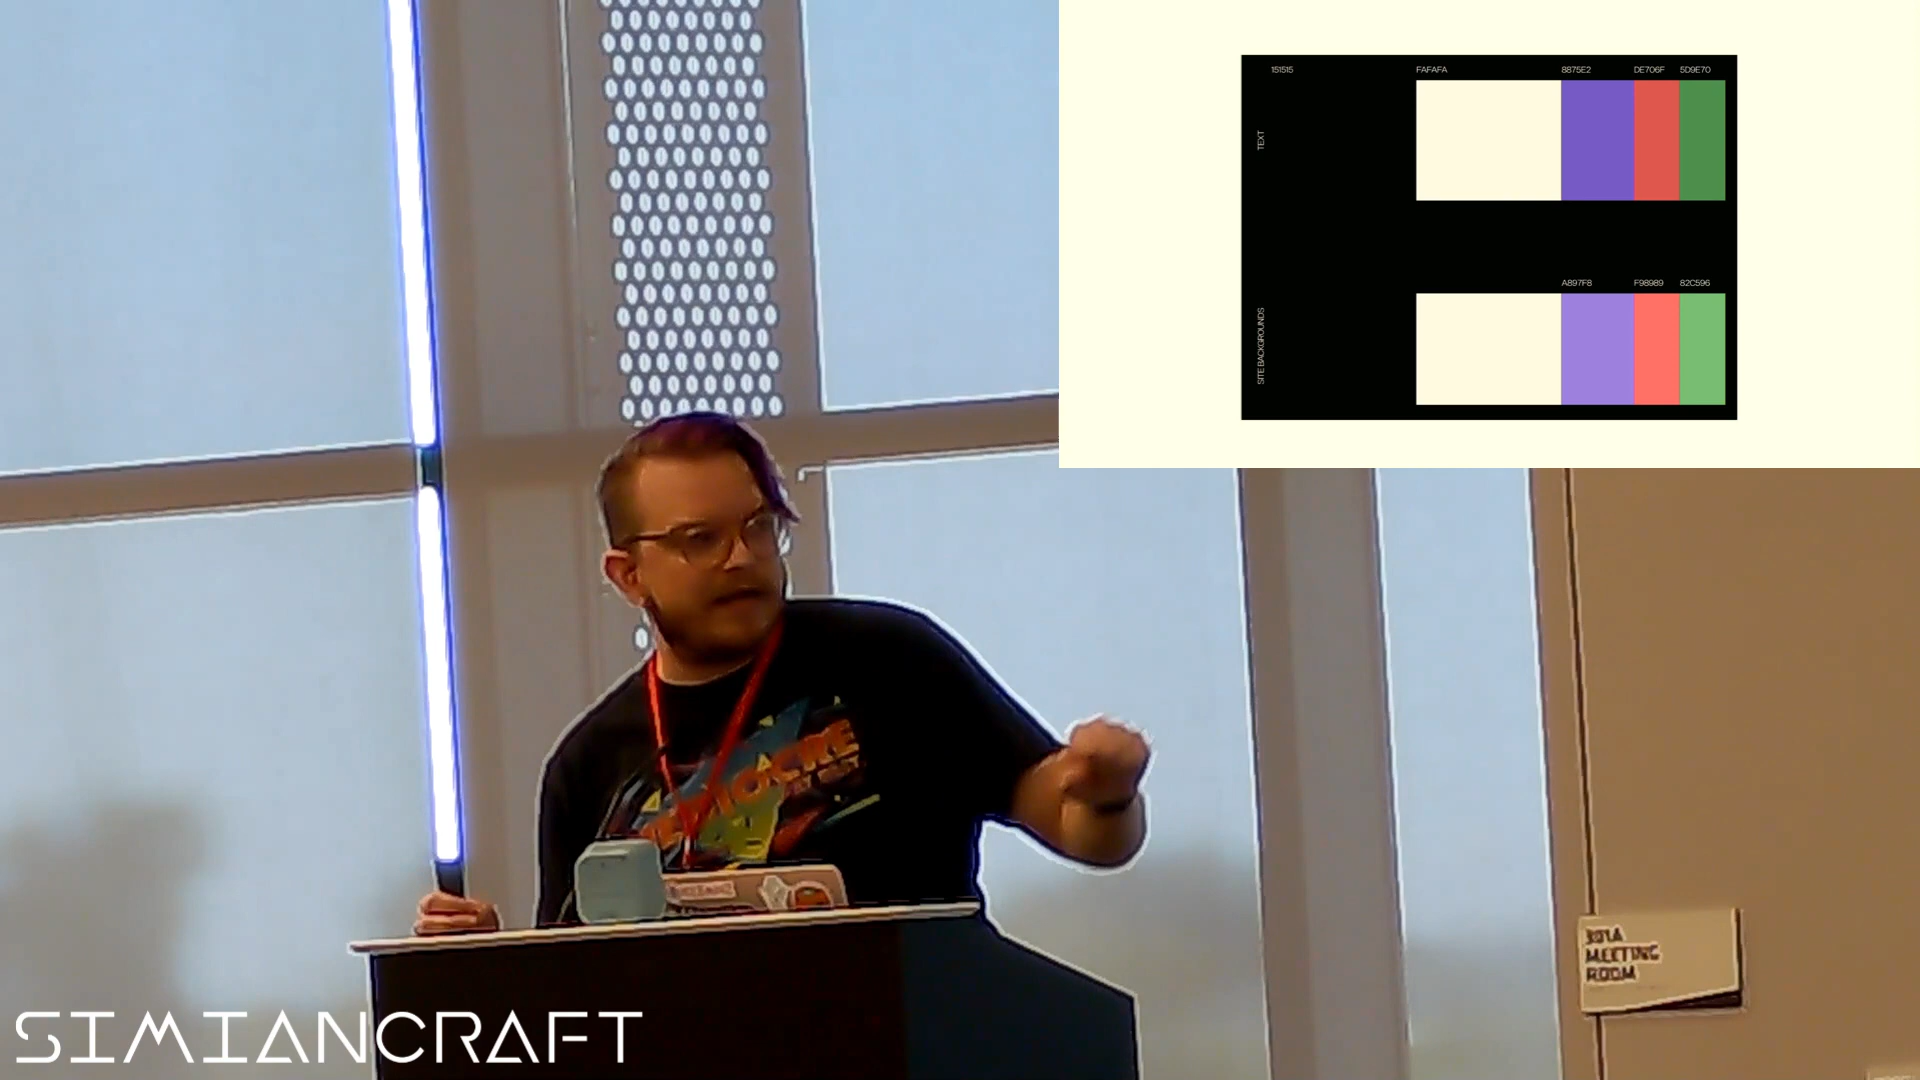 151515 FAFAFA 8875E2 DE706F 5D9E70
TEXT
A897F8 F98989 82C596
SITE BACKGROUNDS
301A
MEETING
ROOM
SIMIANCRAFT